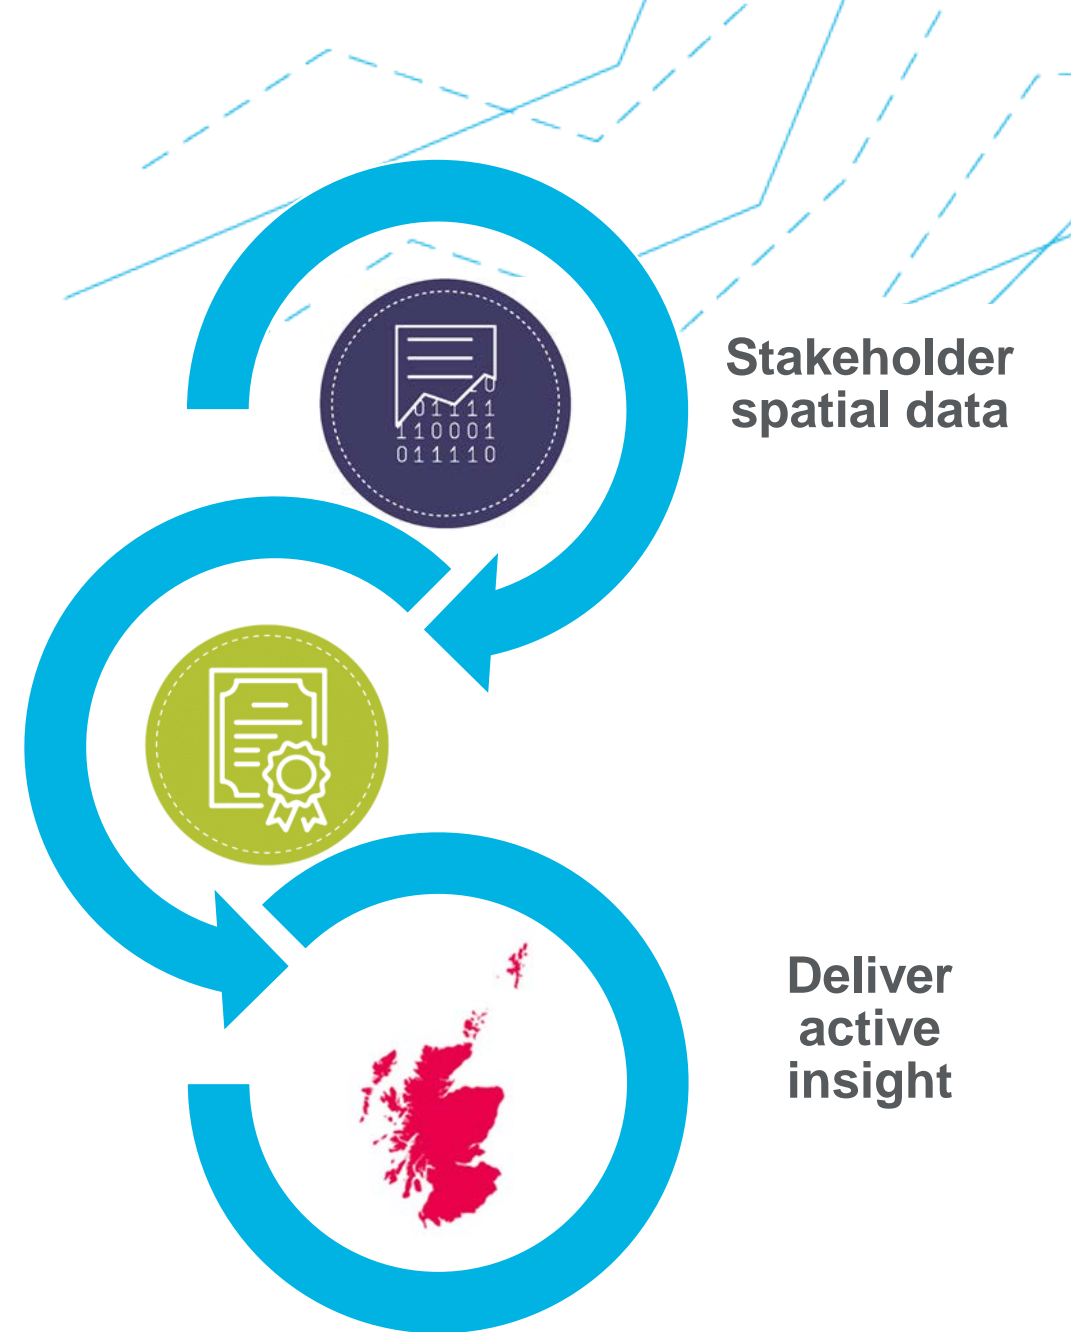 Stakeholder
spatial data
01111
110001
011110
Deliver
active
insight